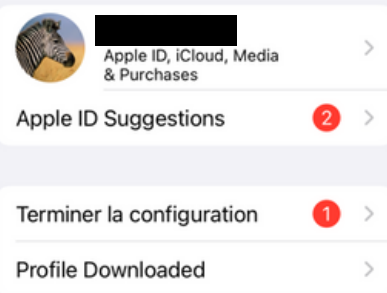 Apple ID, iCloud, Media
& Purchases
Apple ID Suggestions 2
Terminer la configuration 1
Profile Downloaded